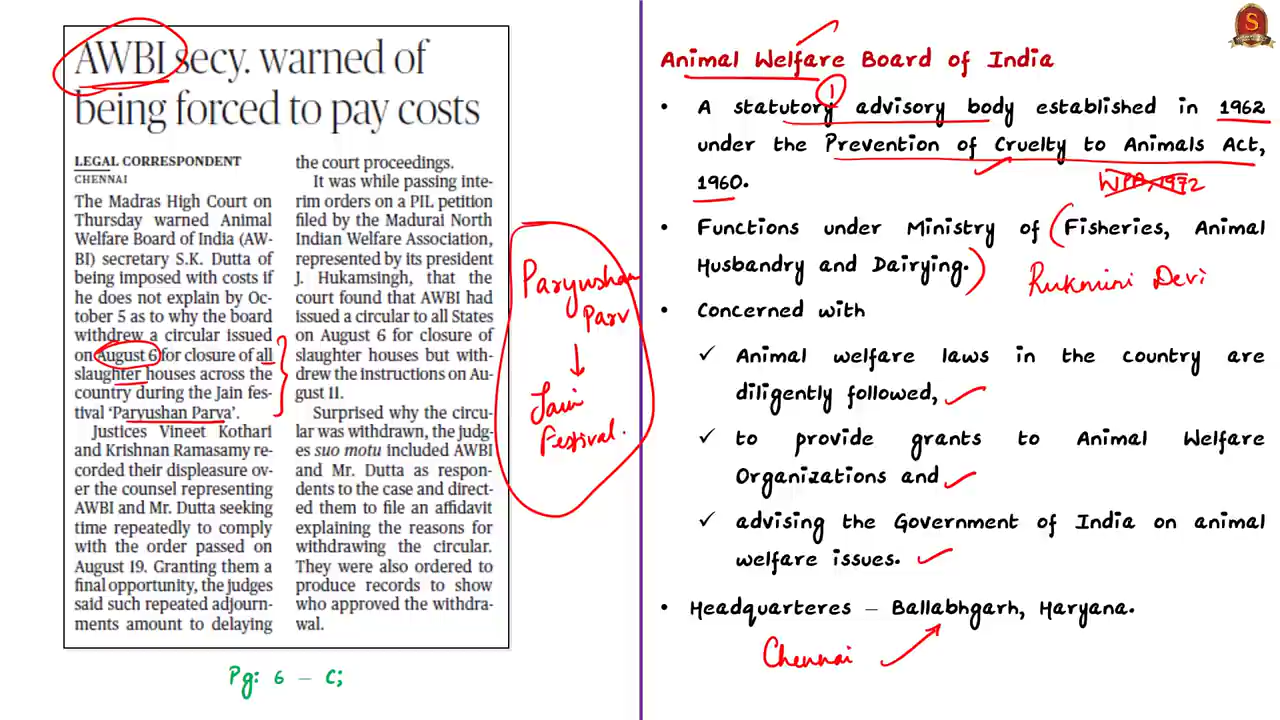 AWBI secy. warned of
being forced to pay costs
LEGAL CORRESPONDENT
CHENNAI
The Madras High Court on
Thursday warned Animal
Welfare Board of India (AW-
BI) secretary S.K. Dutta of
being imposed with costs if
he does not explain by Oc-
tober 5 as to why the board
withdrew a circular issued
on August 6 for closure of all
slaughter houses across the
country during the Jain fes-
tival ‘Paryushan Parva’.
Justices Vineet Kothari
and Krishnan Ramasamy re-
corded their displeasure ov-
er the counsel representing
AWBI and Mr. Dutta seeking
time repeatedly to comply
with the order passed on
August 19. Granting them a
final opportunity, the judges
said such repeated adjourn-
ments amount to delaying
the court proceedings.
It was while passing inte-
rim orders on a PIL petition
filed by the Madurai North
Indian Welfare Association,
represented by its president
J. Hukamsingh, that the
court found that AWBI had
issued a circular to all States
on August 6 for closure of
slaughter houses but with-
drew the instructions on Au-
gust 11.
Surprised why the circu-
lar was withdrawn, the judg-
es suo motu included AWBI
and Mr. Dutta as respon-
dents to the case and direct-
ed them to file an affidavit
explaining the reasons for
withdrawing the circular.
They were also ordered to
produce records to show
who approved the withdra-
wal.
Pg: 6 – C;
Paryushan
Parv
Jain
Festival.
S
Animal Welfare Board of India
1
• A statutory advisory body established in 1962
under the Prevention of Cruelty to Animals Act,
1960.
WPA, 1972
• Functions under Ministry of (Fisheries, Animal
Husbandry and Dairying.)
Rukmini Devi
• Concerned with
✓ Animal welfare laws in the country are
diligently followed,
✓ to provide grants to Animal Welfare
Organizations and
✓ advising the Government of India on animal
welfare issues.
• Headquarteres – Ballabhgarh, Haryana.
Chennai